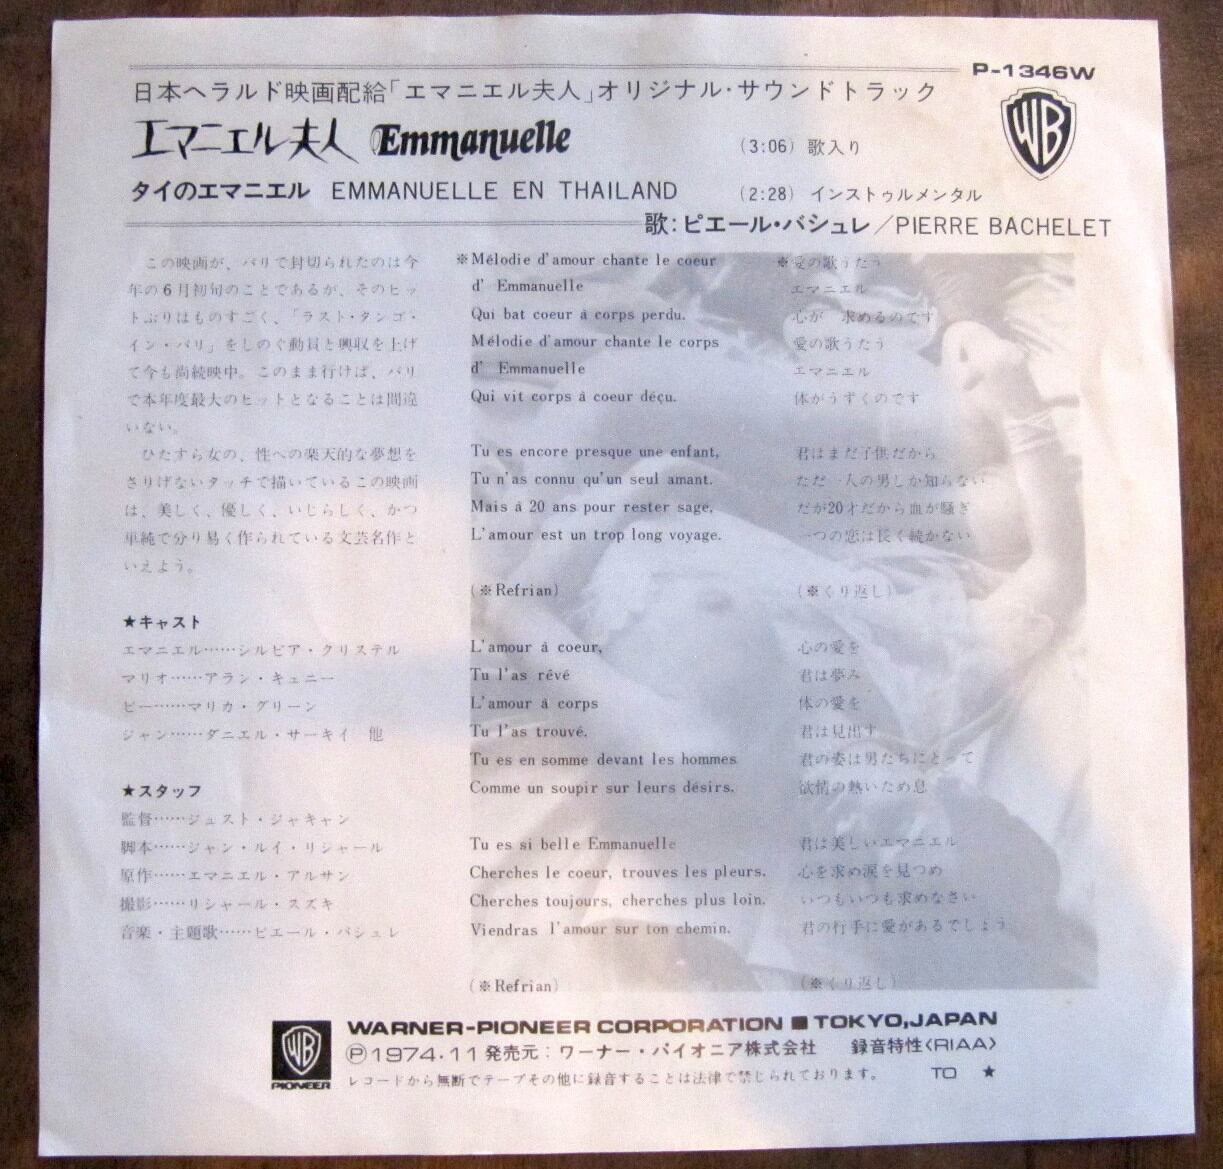 P-1346W
日本ヘラルド映画配給「エマニエル夫人」オリジナル・サウンドトラック
WB
エマニエル夫人 Emmanuelle (3:06) 歌入り
タイのエマニエル EMMANUELLE EN THAILAND (2:28) インストゥルメンタル
歌:ピエール・バシュレ/PIERRE BACHELET
この映画が、パリで封切られたのは今
年の6月初旬のことであるが、そのヒッ
トぶりはものすごく、「ラスト・タンゴ・
イン・パリ」をしのぐ動員と興収を上げ
て今も尚続映中。このまま行けば、パリ
で本年度最大のヒットとなることは間違
いない。
ひたすら女の、性への楽天的な夢想を
さりげないタッチで描いているこの映画
は、美しく、優しく、いじらしく、かつ
単純で分り易く作られている文芸名作と
いえよう。
★キャスト
エマニエル……シルビア・クリステル
マリオ……アラン・キュニー
ビー……マリカ・グリーン
ジャン……ダニエル・サーキイ 他
★スタッフ
監督……ジュスト・ジャキャン
脚本……ジャン・ルイ・リシャール
原作……エマニエル・アルサン
撮影……リシャール・スズキ
音楽・主題歌……ピエール・バシュレ
※Mélodie d'amour chante le coeur
d' Emmanuelle
Qui bat coeur á corps perdu.
Mélodie d'amour chante le corps
d' Emmanuelle
Qui vit corps á coeur déçu.
Tu es encore presque une enfant,
Tu n'as connu qu'un seul amant.
Mais á 20 ans pour rester sage,
L'amour est un trop long voyage.
(※Refrian)
L'amour á coeur,
Tu l'as rêvé
L'amour á corps
Tu l'as trouvé.
Tu es en somme devant les hommes
Comme un soupir sur leurs désirs.
Tu es si belle Emmanuelle
Cherches le coeur, trouves les pleurs.
Cherches toujours, cherches plus loin.
Viendras l'amour sur ton chemin.
(※Refrian)
※愛の歌うたう
エマニエル
心が 求めるのです
愛の歌うたう
エマニエル
体がうずくのです
君はまだ子供だから
ただ一人の男しか知らない
だが20才だから血が騒ぎ
一つの恋は長く続かない
(※くり返し)
心の愛を
君は夢み
体の愛を
君は見出す
君の姿は男たちにとって
欲情の熱いため息
君は美しいエマニエル
心を求め涙を見つめ
いつもいつも求めなさい
君の行手に愛があるでしょう
(※くり返し)
WB
PIONEER
WARNER-PIONEER CORPORATION ■ TOKYO,JAPAN
Ⓟ1974・11 発売元:ワーナー・パイオニア株式会社 録音特性〈RIAA〉
レコードから無断でテープその他に録音することは法律で禁じられております。 TO ★